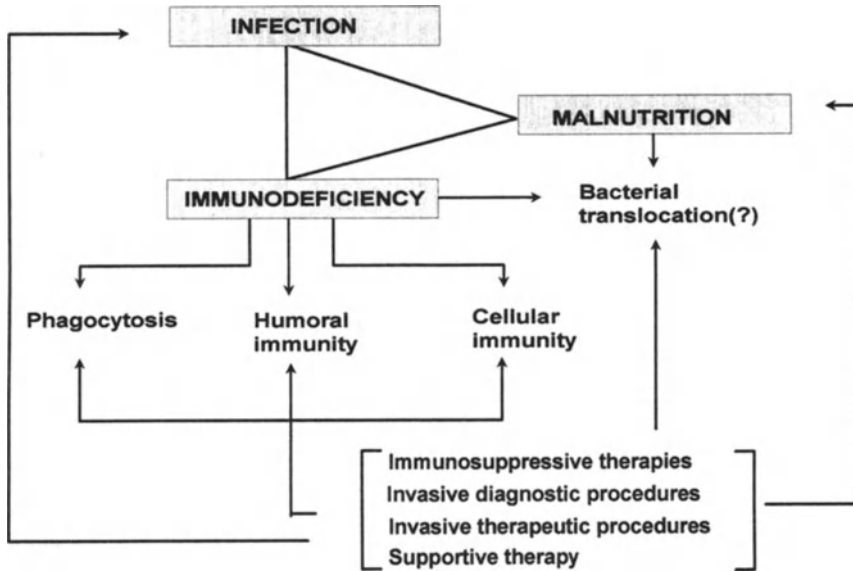 INFECTION
MALNUTRITION
IMMUNODEFICIENCY
Bacterial
translocation(?)
Phagocytosis
Humoral
immunity
Cellular
immunity
Immunosuppressive therapies
Invasive diagnostic procedures
Invasive therapeutic procedures
Supportive therapy